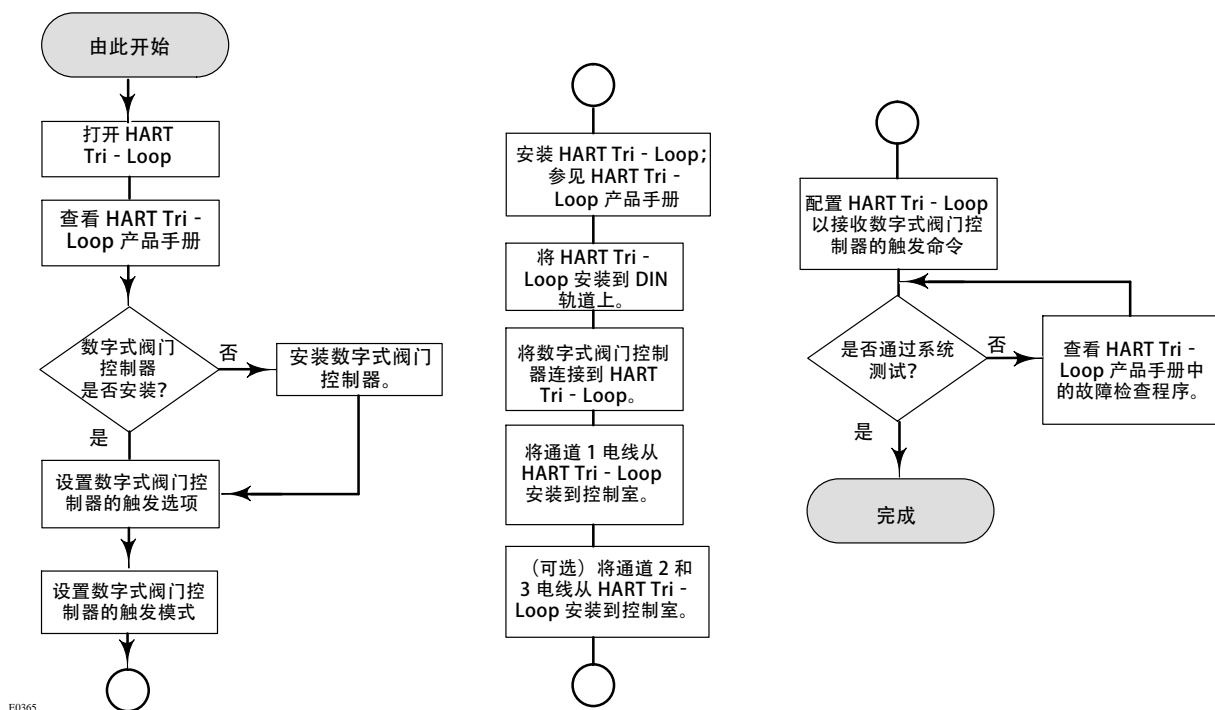 由此开始
打开 HART
Tri - Loop
查看 HART Tri -
Loop 产品手册
数字式阀门
控制器
是否安装？
否
安装数字式阀门
控制器。
是
设置数字式阀门控
制器的触发选项
设置数字式阀门控
制器的触发模式
安装 HART Tri - Loop；
参见 HART Tri -
Loop 产品手册
将 HART Tri -
Loop 安装到 DIN
轨道上。
将数字式阀门控制
器连接到 HART
Tri - Loop。
将通道 1 电线从
HART Tri - Loop
安装到控制室。
（可选）将通道 2 和
3 电线从 HART Tri -
Loop 安装到控制室。
配置 HART Tri - Loop
以接收数字式阀门控
制器的触发命令
是否通过系统
测试？
否
查看 HART Tri -
Loop 产品手册中
的故障检查程序。
是
完成
E0365